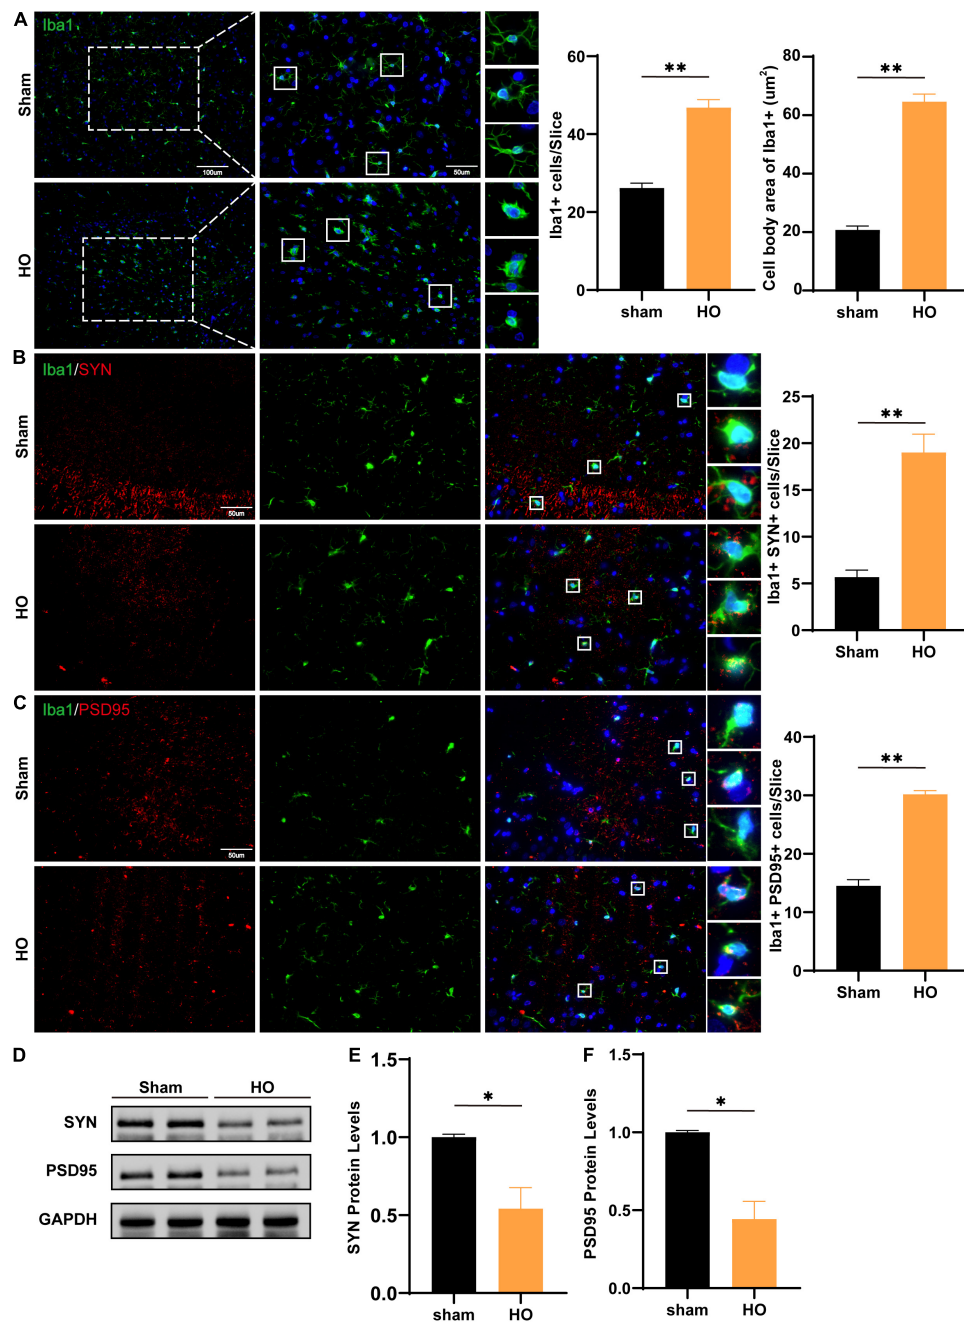 A
Iba1
Sham
100um
50um
HO
Iba1+ cells/Slice
60
40
20
0
**
sham
HO
Cell body area of Iba1+ (um²)
80
60
40
20
0
**
sham
HO
B
Iba1/SYN
Sham
50um
HO
Iba1+ SYN+ cells/Slice
25
20
15
10
5
0
**
Sham
HO
C
Iba1/PSD95
Sham
50um
HO
Iba1+ PSD95+ cells/Slice
40
30
20
10
0
**
Sham
HO
D
Sham
HO
SYN
PSD95
GAPDH
E
SYN Protein Levels
1.5
1.0
0.5
0.0
*
sham
HO
F
PSD95 Protein Levels
1.5
1.0
0.5
0.0
*
sham
HO